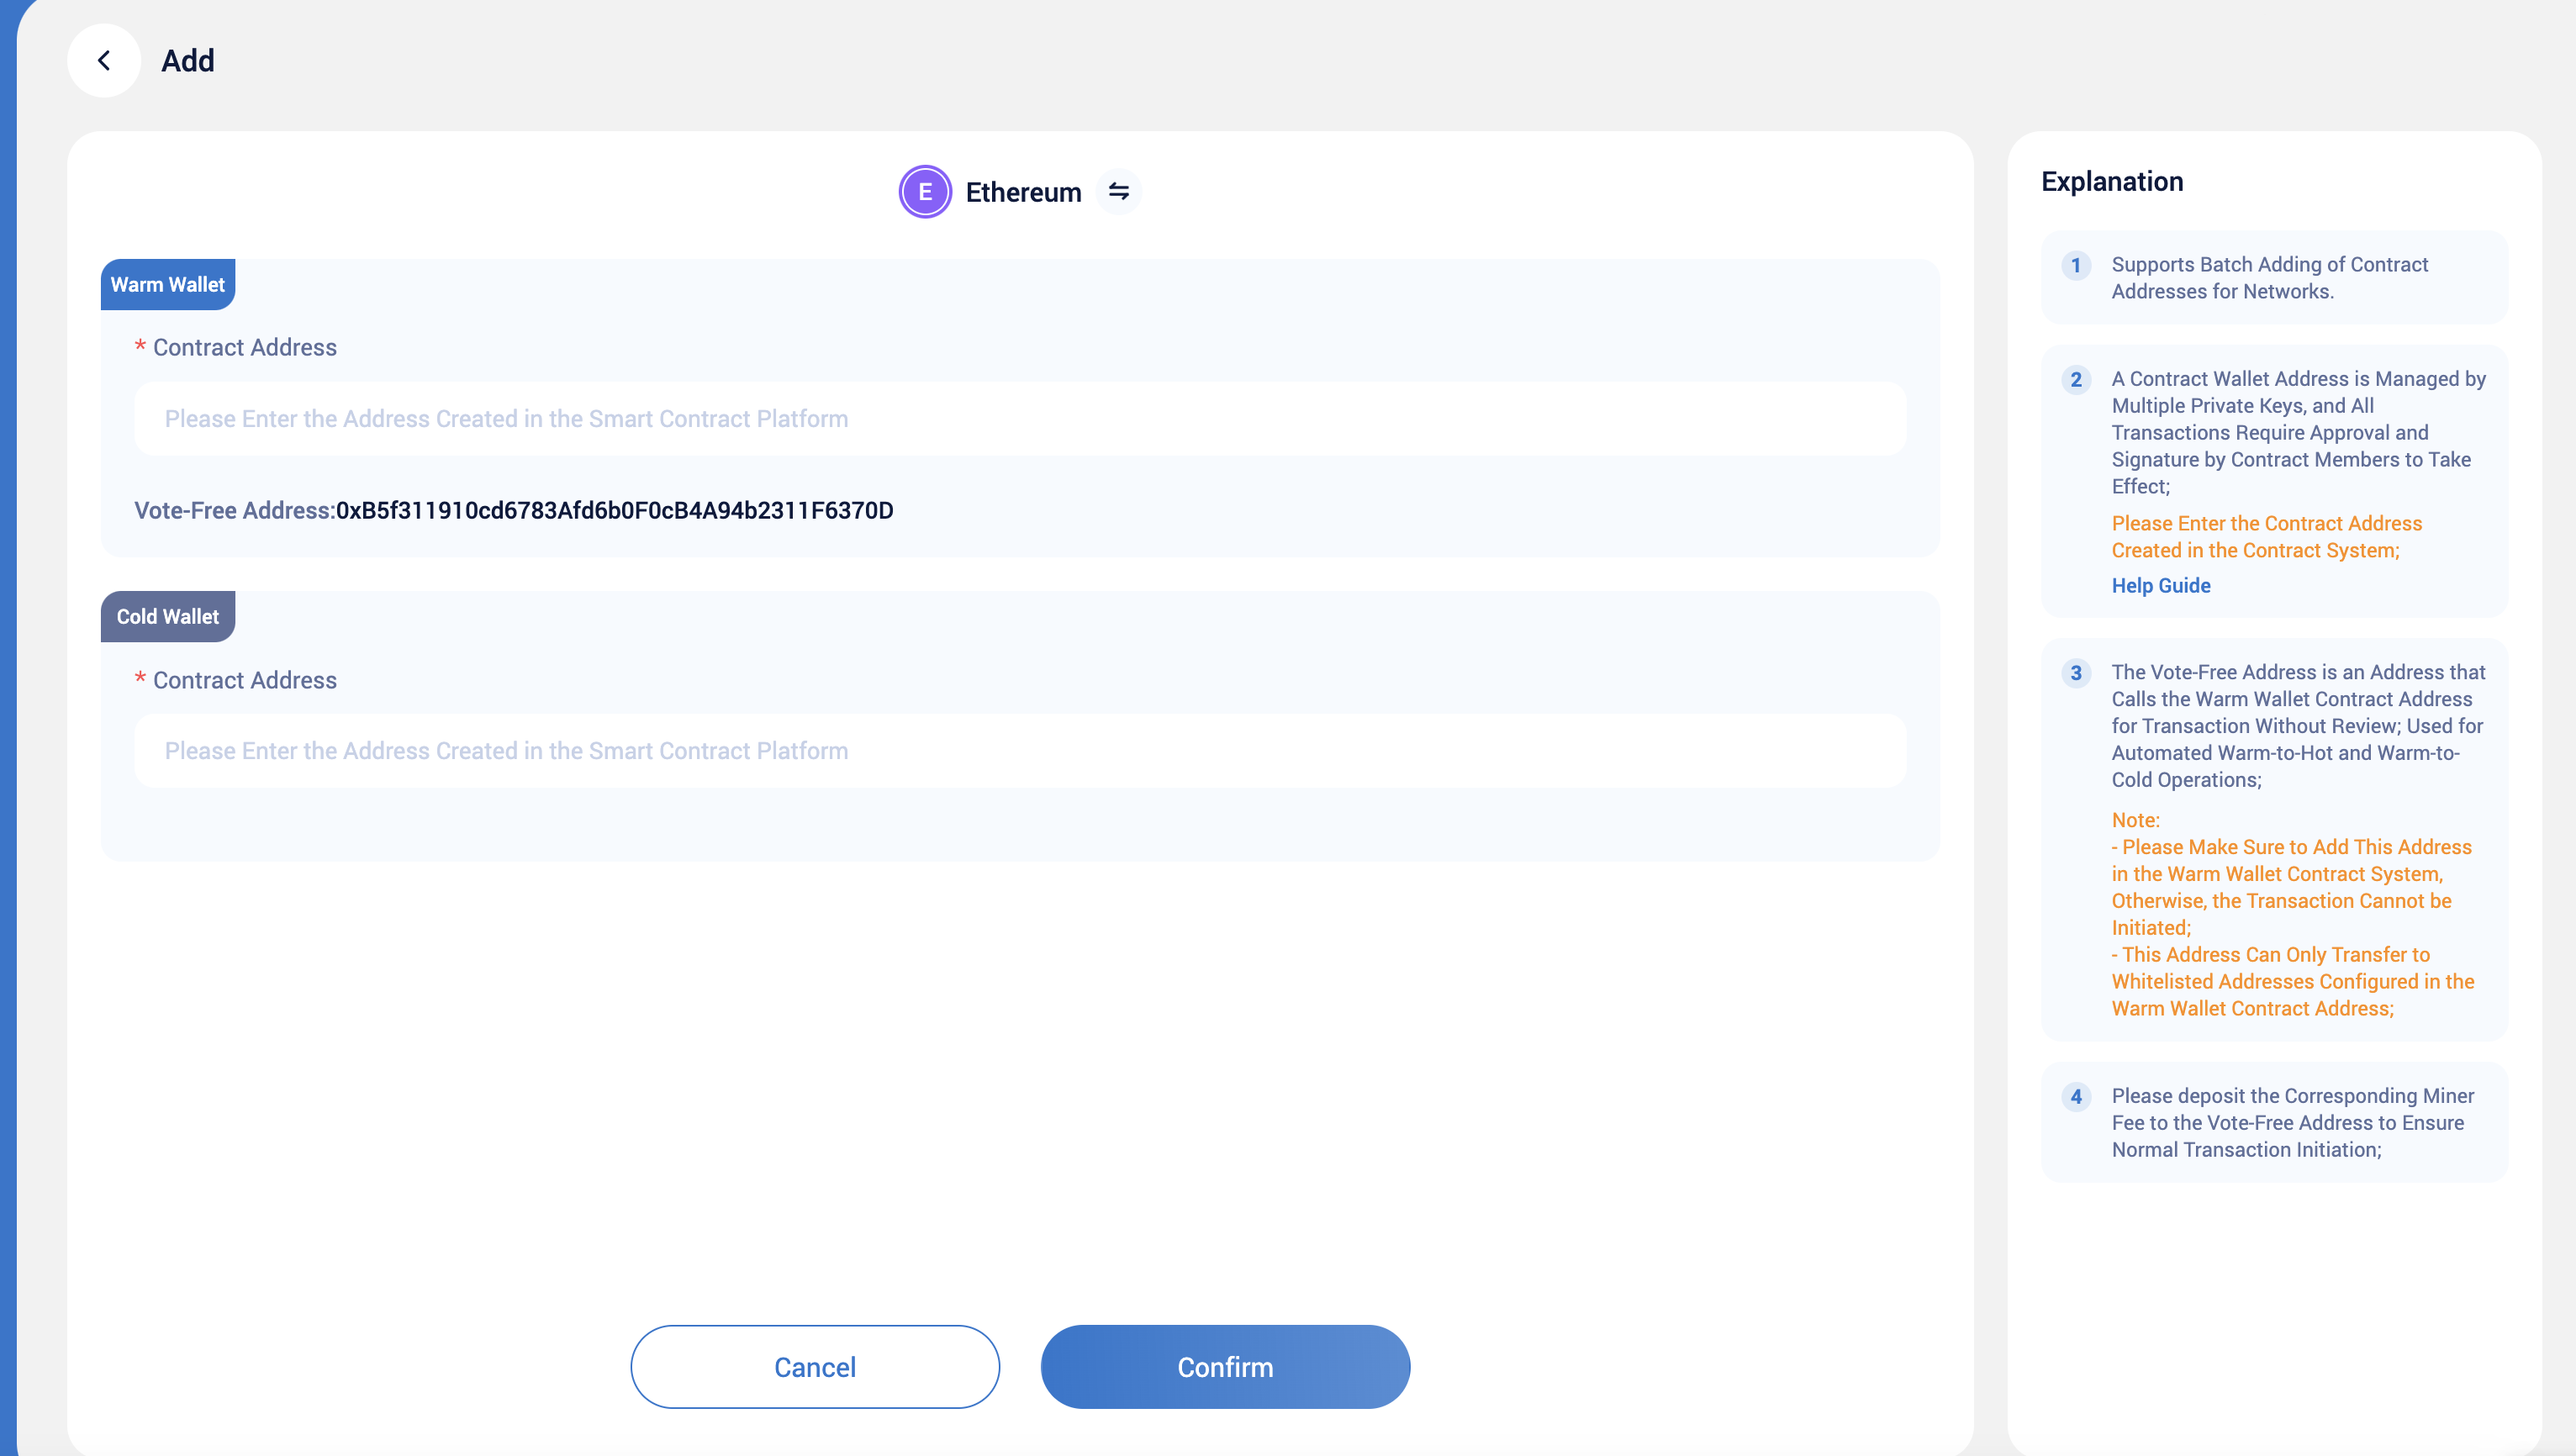 Add
E Ethereum
Warm Wallet
* Contract Address
Please Enter the Address Created in the Smart Contract Platform
Vote-Free Address:0xB5f311910cd6783Afd6b0F0cB4A94b2311F6370D
Cold Wallet
* Contract Address
Please Enter the Address Created in the Smart Contract Platform
Cancel
Confirm
Explanation
1 Supports Batch Adding of Contract
Addresses for Networks.
2 A Contract Wallet Address is Managed by
Multiple Private Keys, and All
Transactions Require Approval and
Signature by Contract Members to Take
Effect;
Please Enter the Contract Address
Created in the Contract System;
Help Guide
3 The Vote-Free Address is an Address that
Calls the Warm Wallet Contract Address
for Transaction Without Review; Used for
Automated Warm-to-Hot and Warm-to-
Cold Operations;
Note:
- Please Make Sure to Add This Address
in the Warm Wallet Contract System,
Otherwise, the Transaction Cannot be
Initiated;
- This Address Can Only Transfer to
Whitelisted Addresses Configured in the
Warm Wallet Contract Address;
4 Please deposit the Corresponding Miner
Fee to the Vote-Free Address to Ensure
Normal Transaction Initiation;